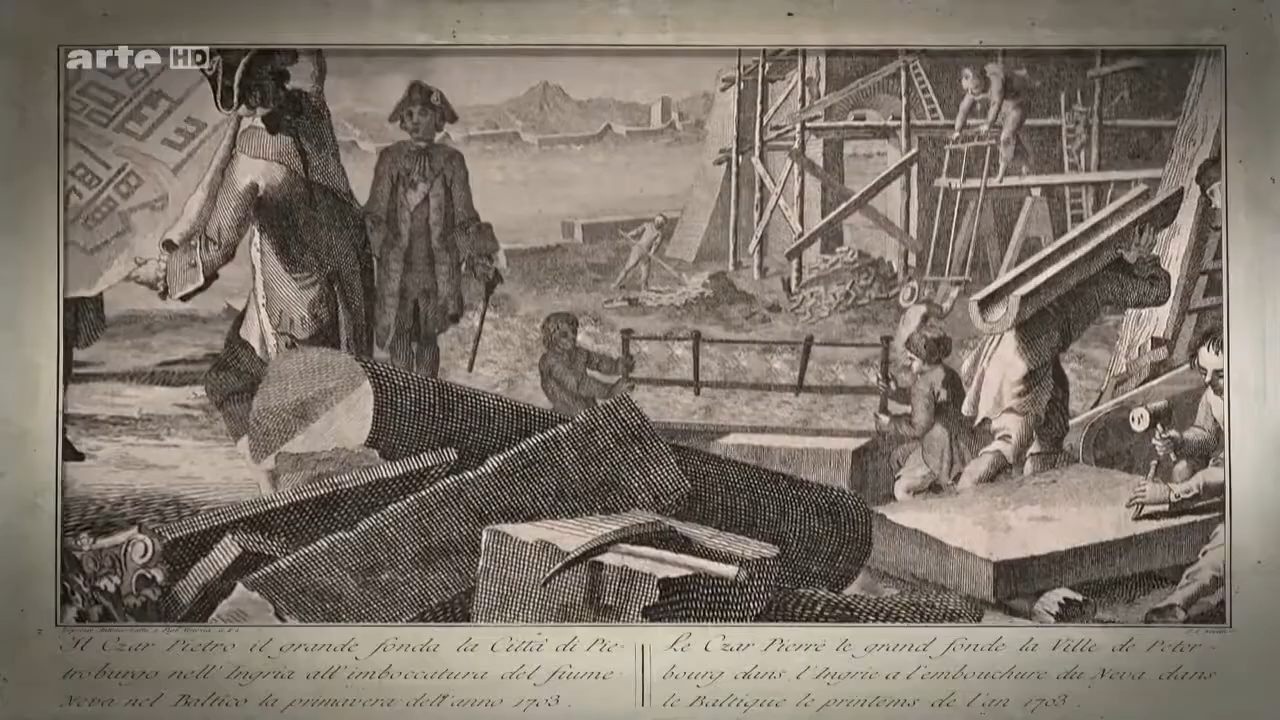 arte HD
Il Czar Pietro il grande fonda la Città di Pie-
troburgo nell'Ingria all'imboccatura del fiume
Neva nel Baltico la primavera dell'anno 1703.
Le Czar Pierre le grand fonde la Ville de Peter-
bourg dans l'Ingrie a l'embouchure du Neva dans
le Baltique le printems de l'an 1703.